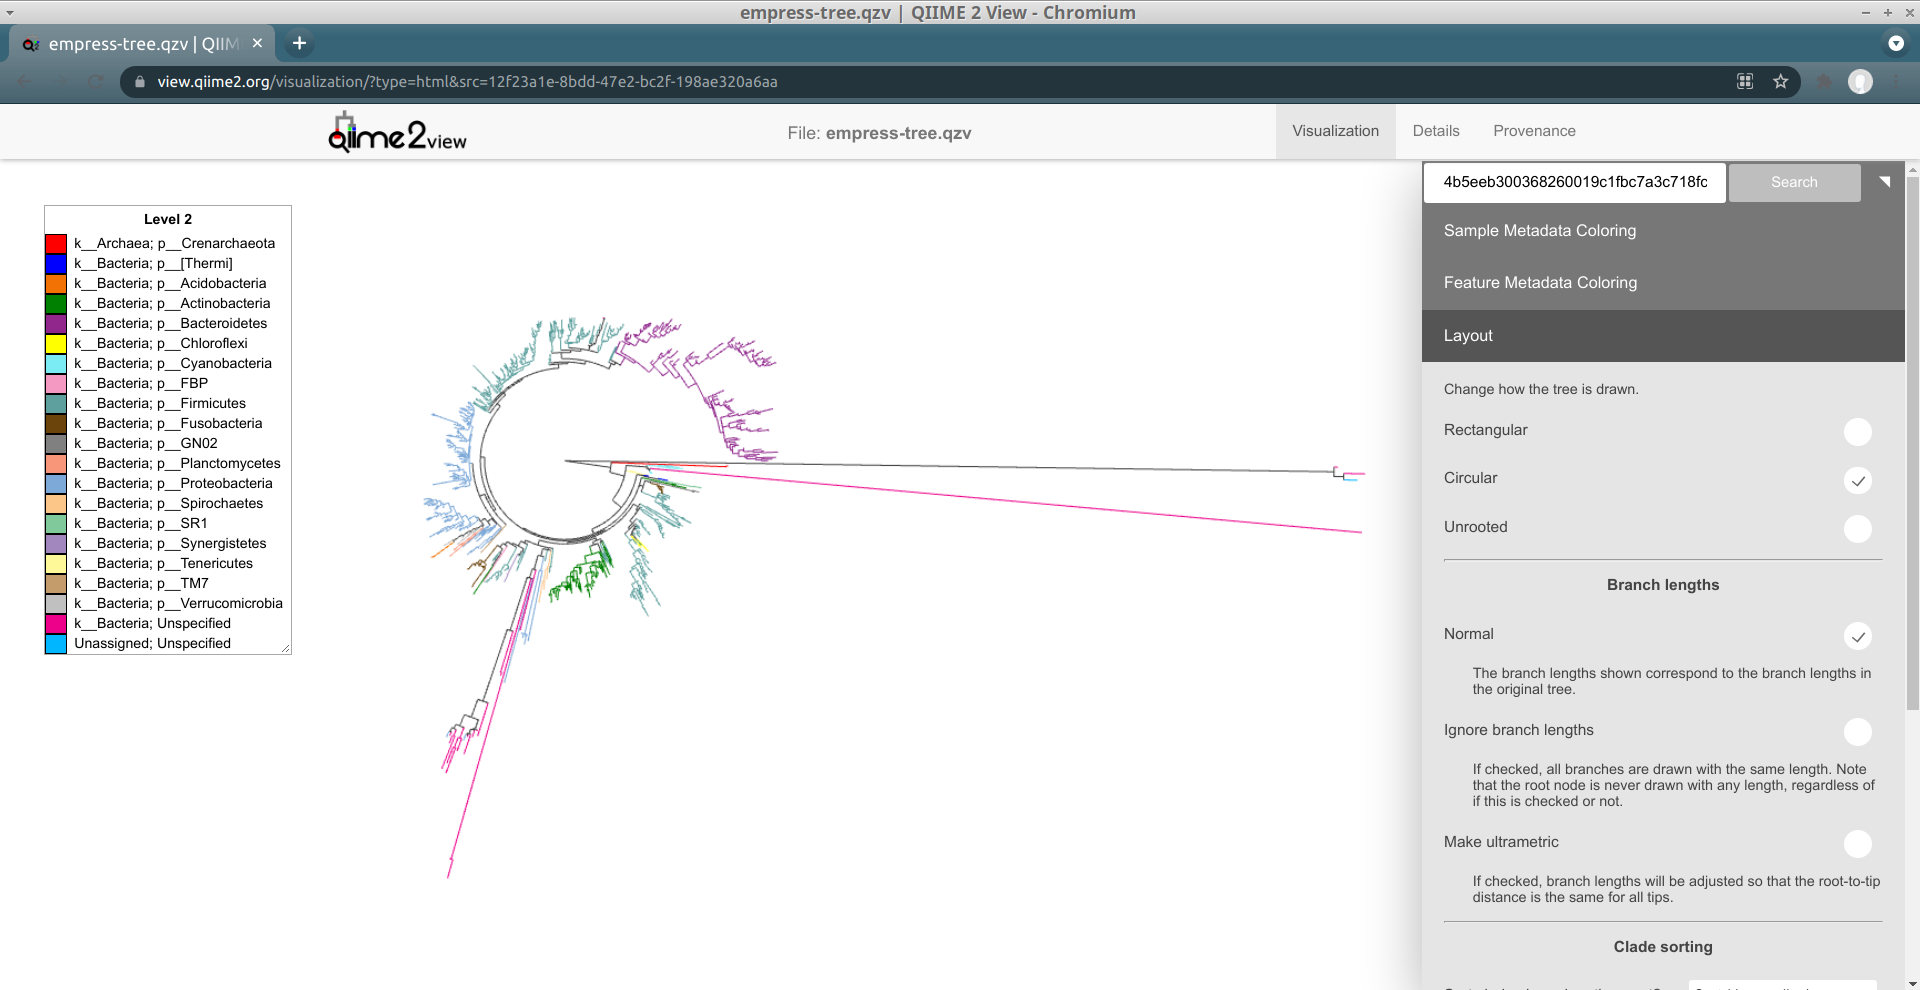 empress-tree.qzv | QIIME 2 View - Chromium
empress-tree.qzv | QIIM
view.qiime2.org/visualization/?type=html&src=12f23a1e-8bdd-47e2-bc2f-198ae320a6aa
qiime2view
File: empress-tree.qzv
Visualization
Details
Provenance
4b5eeb300368260019c1fbc7a3c718fc
Search
Level 2
k__Archaea; p__Crenarchaeota
k__Bacteria; p__[Thermi]
k__Bacteria; p__Acidobacteria
k__Bacteria; p__Actinobacteria
k__Bacteria; p__Bacteroidetes
k__Bacteria; p__Chloroflexi
k__Bacteria; p__Cyanobacteria
k__Bacteria; p__FBP
k__Bacteria; p__Firmicutes
k__Bacteria; p__Fusobacteria
k__Bacteria; p__GN02
k__Bacteria; p__Planctomycetes
k__Bacteria; p__Proteobacteria
k__Bacteria; p__Spirochaetes
k__Bacteria; p__SR1
k__Bacteria; p__Synergistetes
k__Bacteria; p__Tenericutes
k__Bacteria; p__TM7
k__Bacteria; p__Verrucomicrobia
k__Bacteria; Unspecified
Unassigned; Unspecified
Sample Metadata Coloring
Feature Metadata Coloring
Layout
Change how the tree is drawn.
Rectangular
Circular
Unrooted
Branch lengths
Normal
The branch lengths shown correspond to the branch lengths in
the original tree.
Ignore branch lengths
If checked, all branches are drawn with the same length. Note
that the root node is never drawn with any length, regardless of
if this is checked or not.
Make ultrametric
If checked, branch lengths will be adjusted so that the root-to-tip
distance is the same for all tips.
Clade sorting